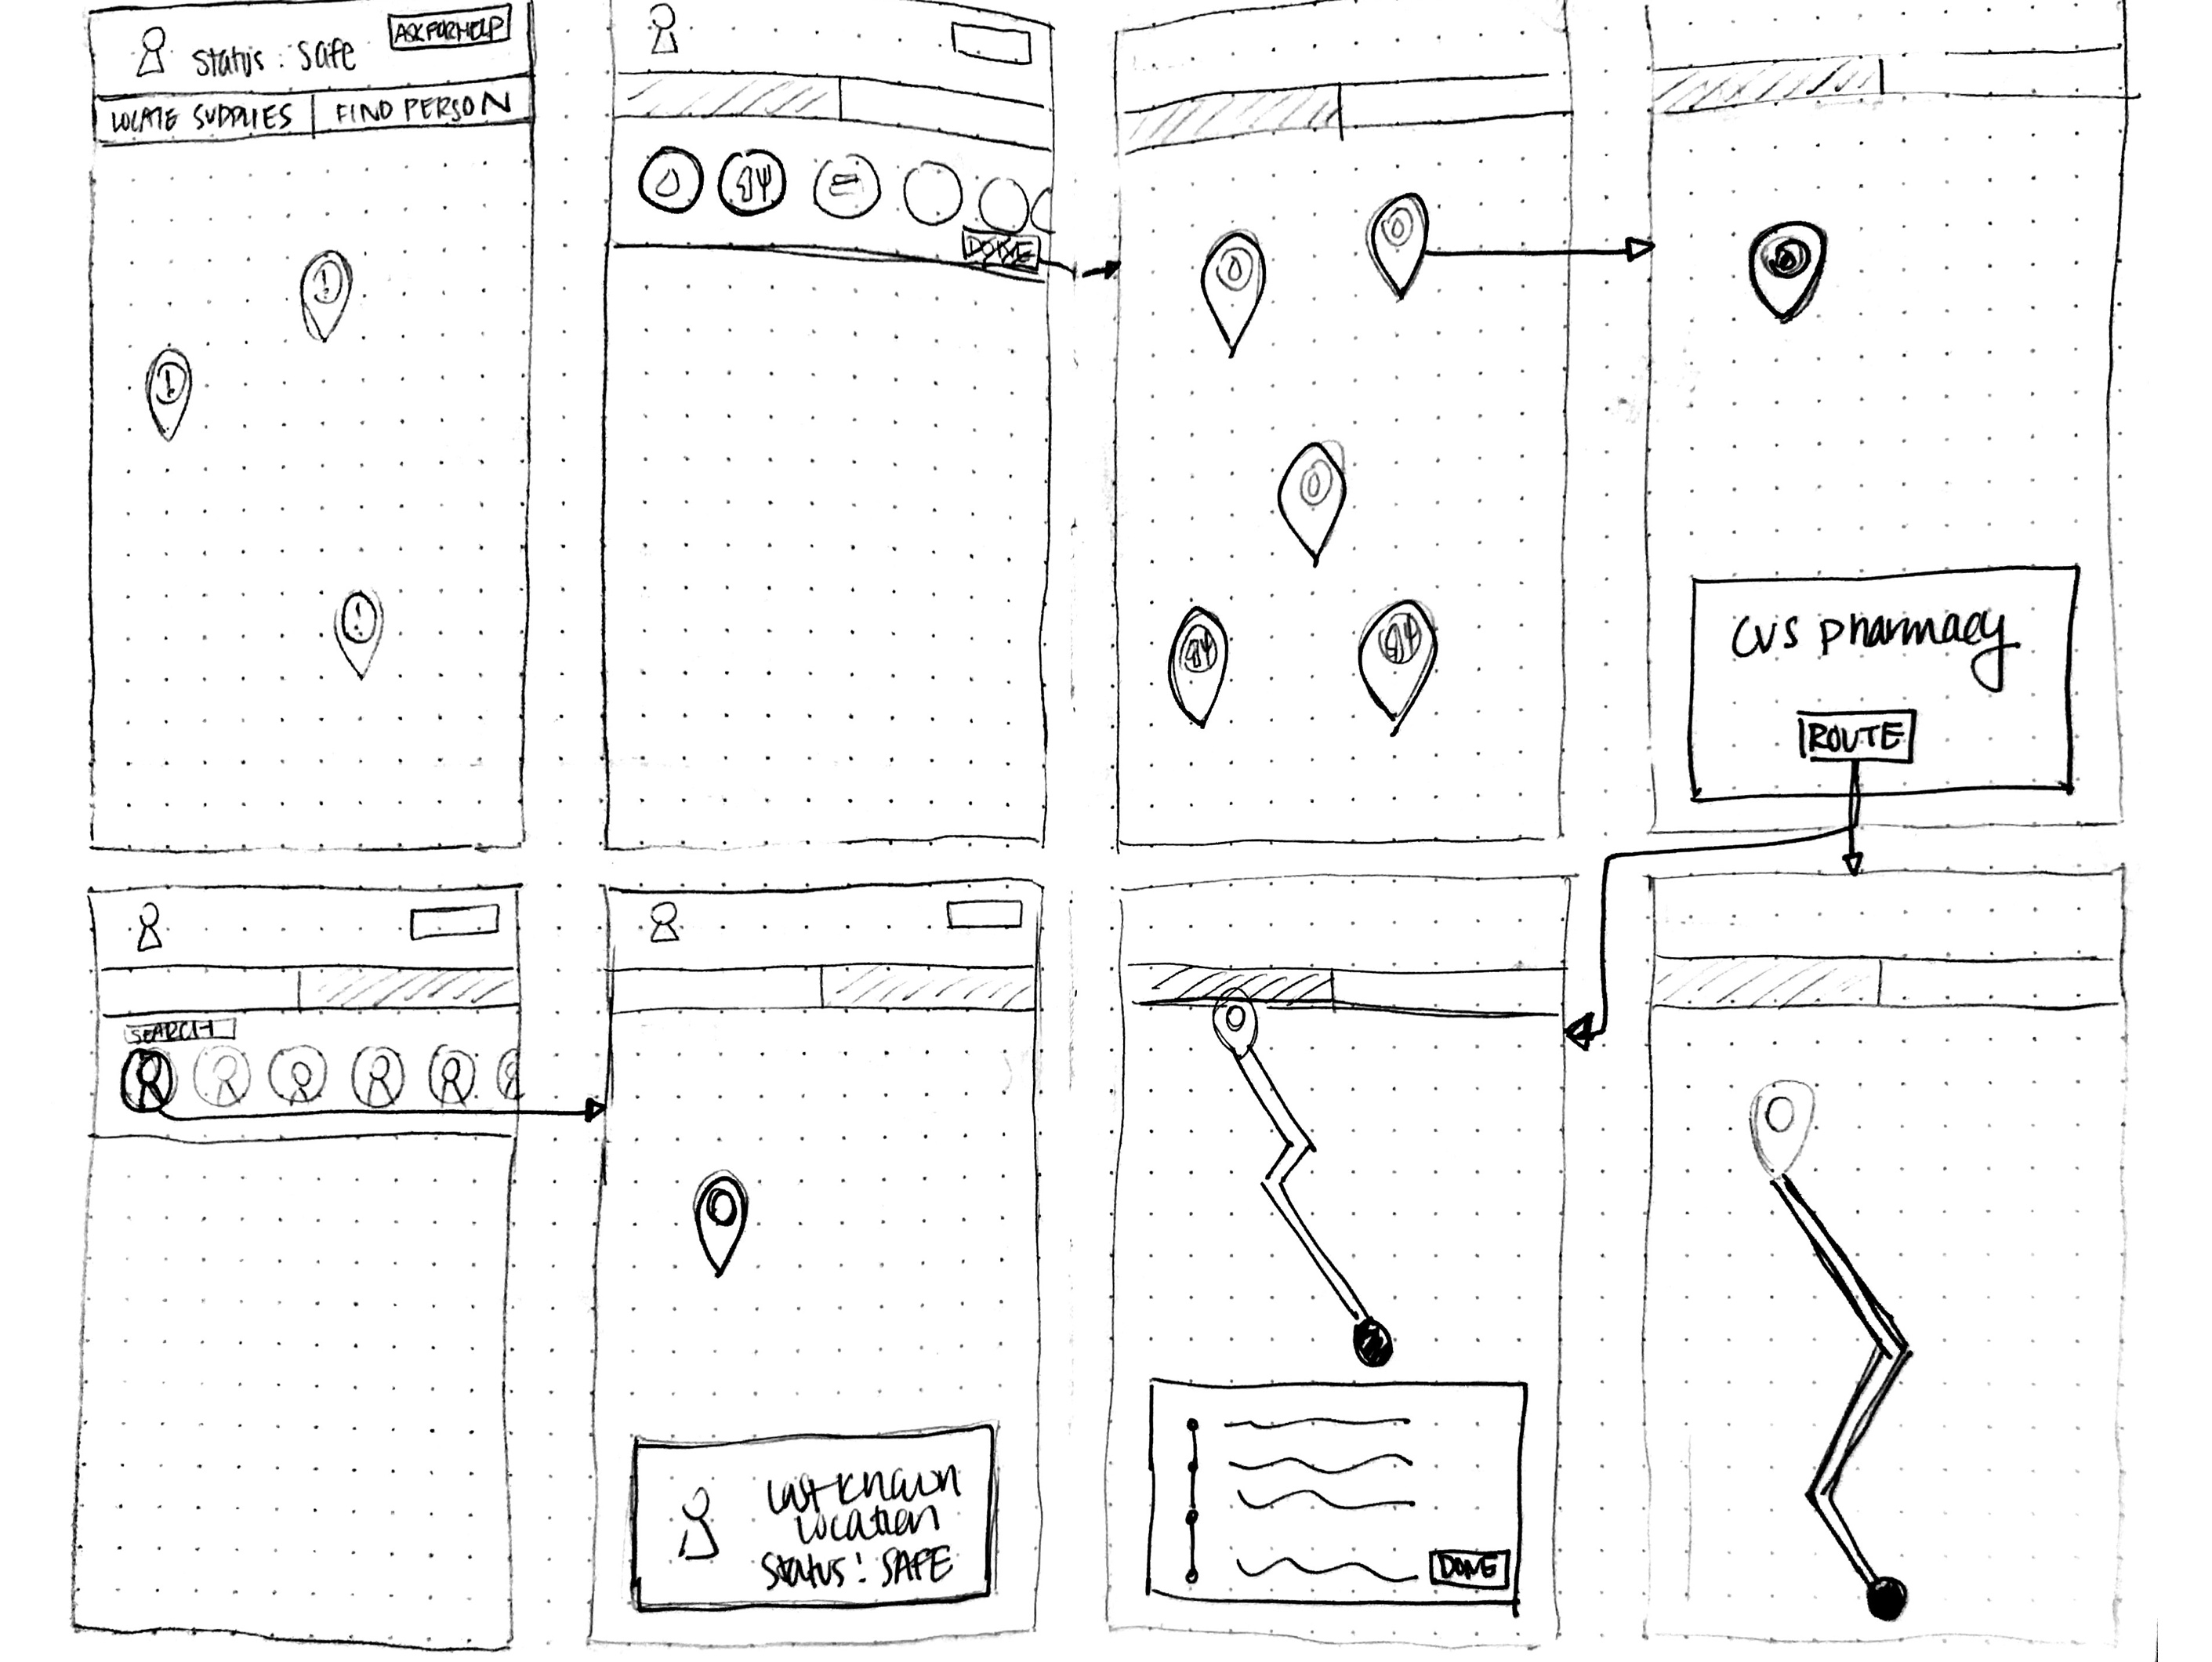 Status: Safe
ASK FOR HELP
LOCATE SUPPLIES
FIND PERSON
DONE
CVS pharmacy
ROUTE
SEARCH
last known
location
Status: SAFE
DONE